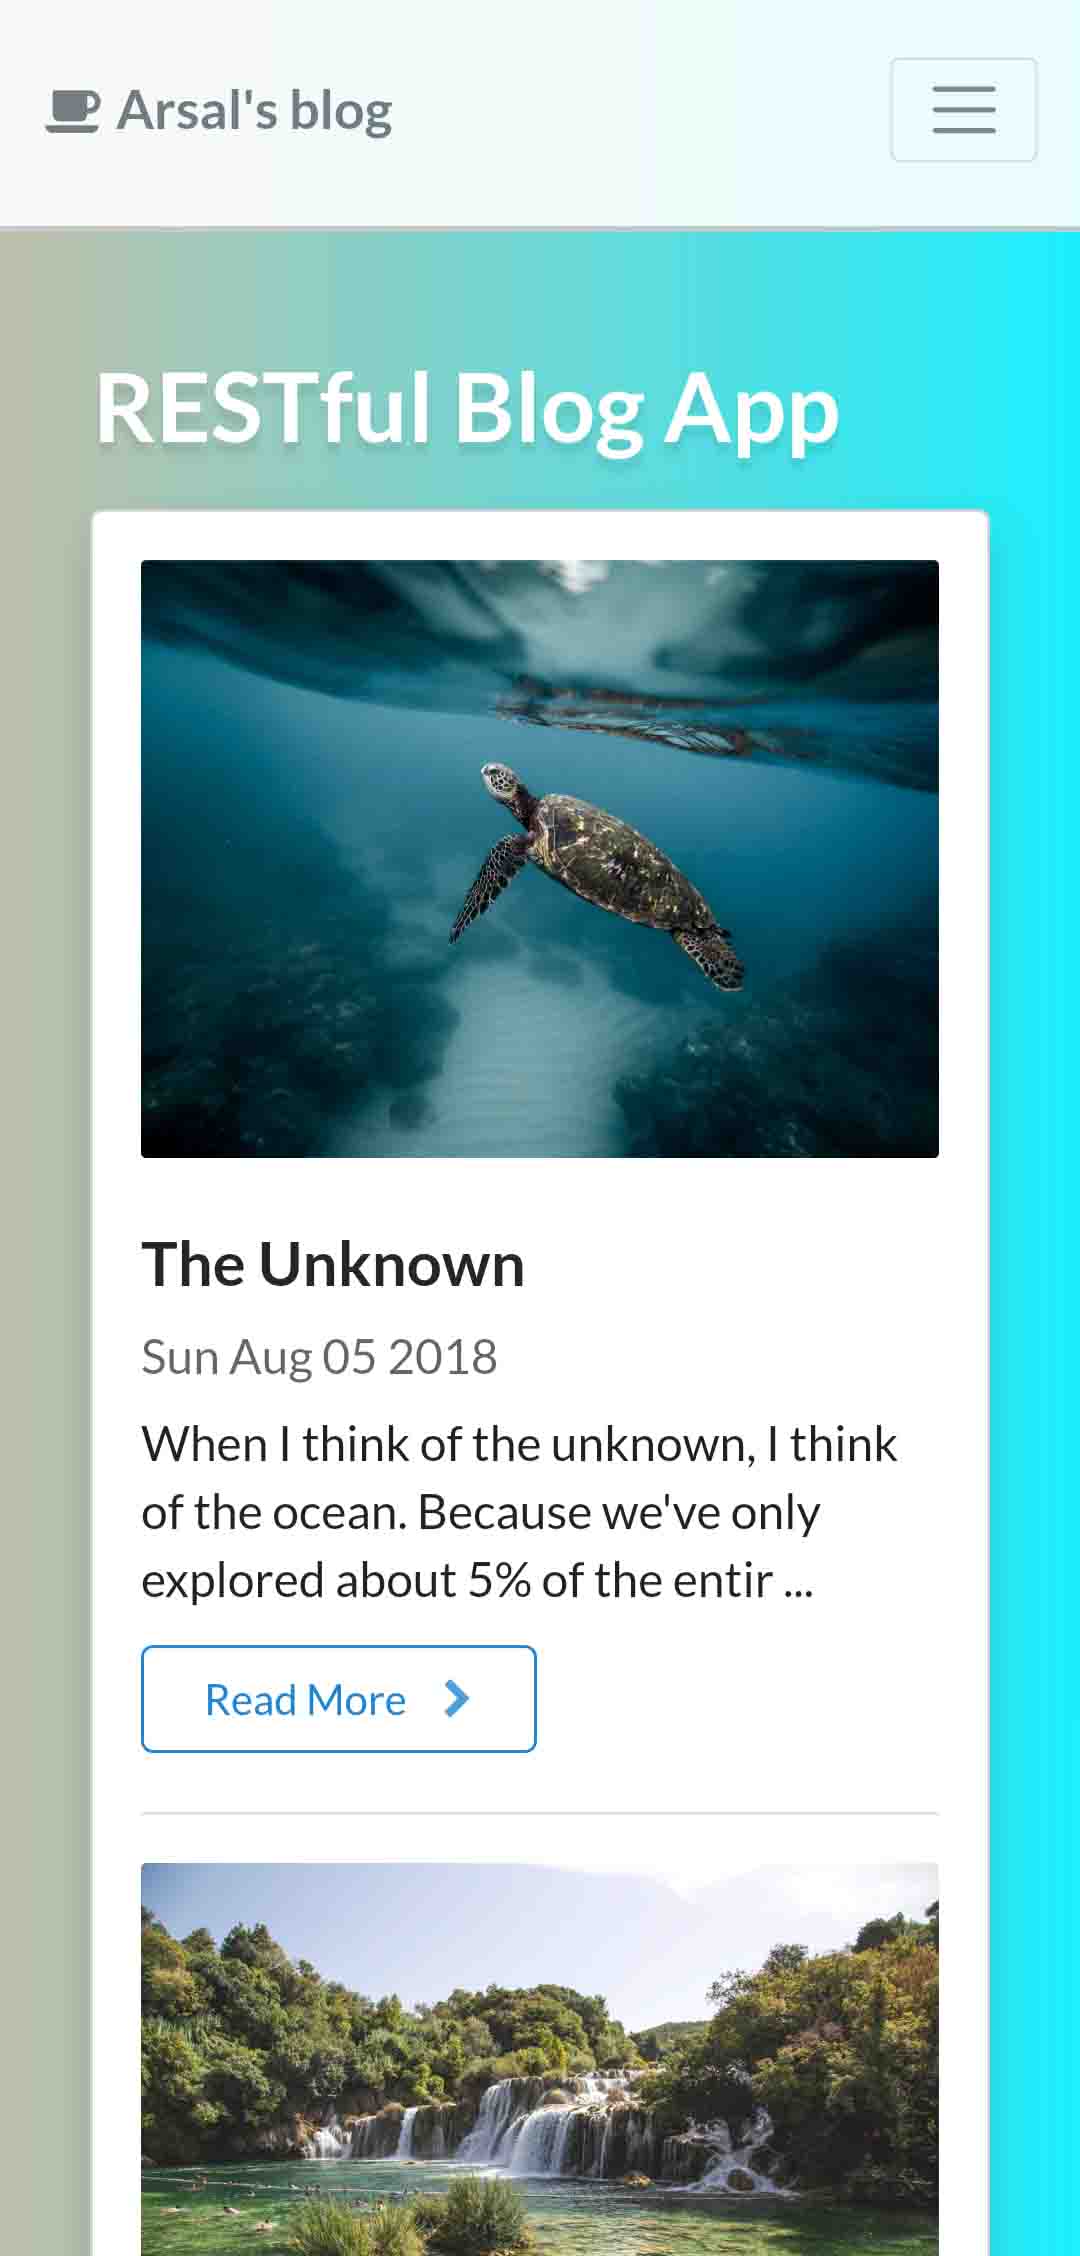 Arsal's blog
RESTful Blog App
The Unknown
Sun Aug 05 2018
When I think of the unknown, I think
of the ocean. Because we've only
explored about 5% of the entir ...
Read More